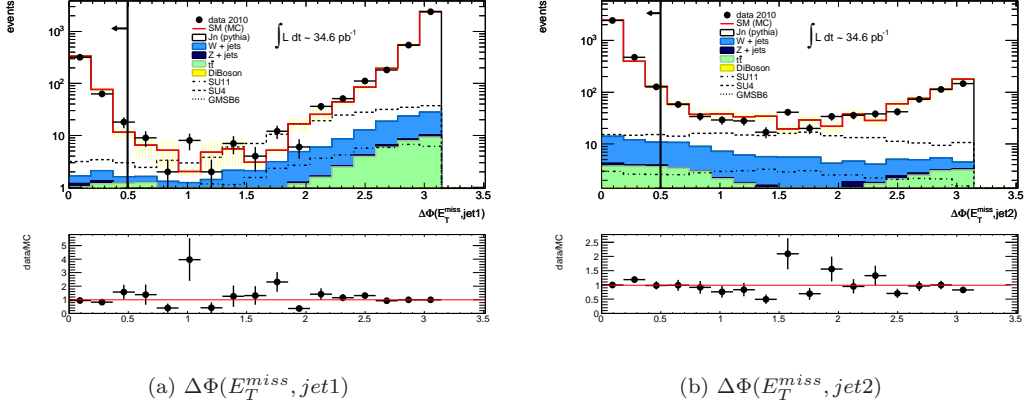 events
10³
10²
10
1
data 2010
SM (MC)
Jn (pythia)
W + jets
Z + jets
tt̄
DiBoson
SU11
SU4
GMSB6
∫ L dt ~ 34.6 pb⁻¹
0 0.5 1 1.5 2 2.5 3 3.5
ΔΦ(E_T^miss,jet1)
data/MC
5
4
3
2
1
0
0 0.5 1 1.5 2 2.5 3 3.5
(a) ΔΦ(E_T^miss, jet1)
events
10³
10²
10
data 2010
SM (MC)
Jn (pythia)
W + jets
Z + jets
tt̄
DiBoson
SU11
SU4
GMSB6
∫ L dt ~ 34.6 pb⁻¹
0 0.5 1 1.5 2 2.5 3 3.5
ΔΦ(E_T^miss,jet2)
data/MC
2.5
2
1.5
1
0.5
0
0 0.5 1 1.5 2 2.5 3 3.5
(b) ΔΦ(E_T^miss, jet2)